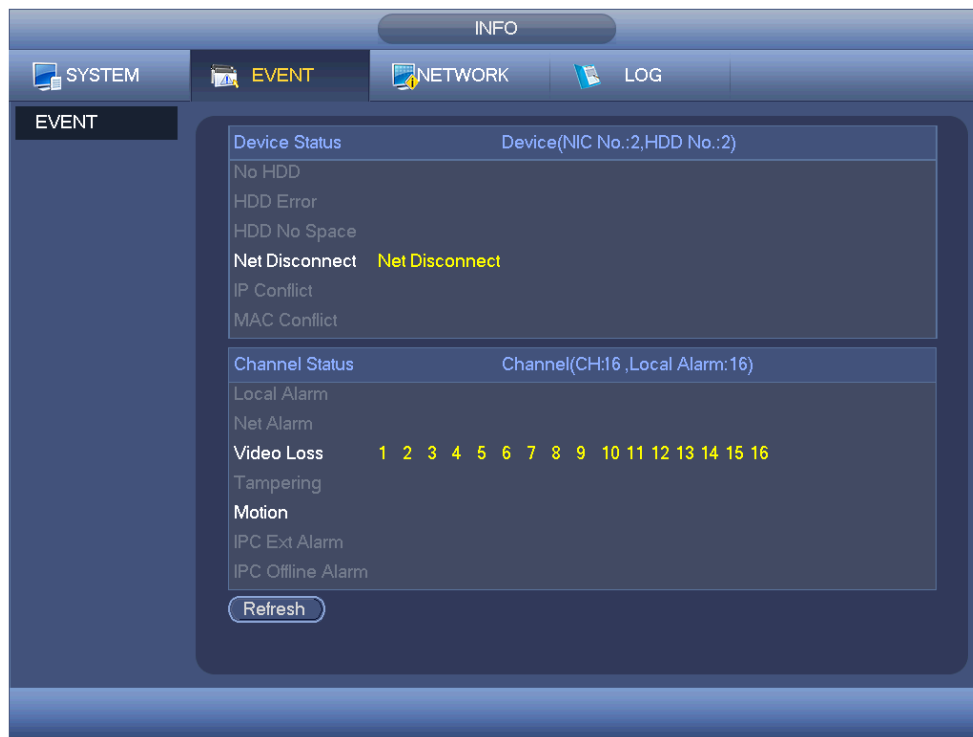 INFO
SYSTEM EVENT NETWORK LOG
EVENT
Device Status Device(NIC No.:2,HDD No.:2)
No HDD
HDD Error
HDD No Space
Net Disconnect Net Disconnect
IP Conflict
MAC Conflict
Channel Status Channel(CH:16 ,Local Alarm:16)
Local Alarm
Net Alarm
Video Loss 1 2 3 4 5 6 7 8 9 10 11 12 13 14 15 16
Tampering
Motion
IPC Ext Alarm
IPC Offline Alarm
Refresh